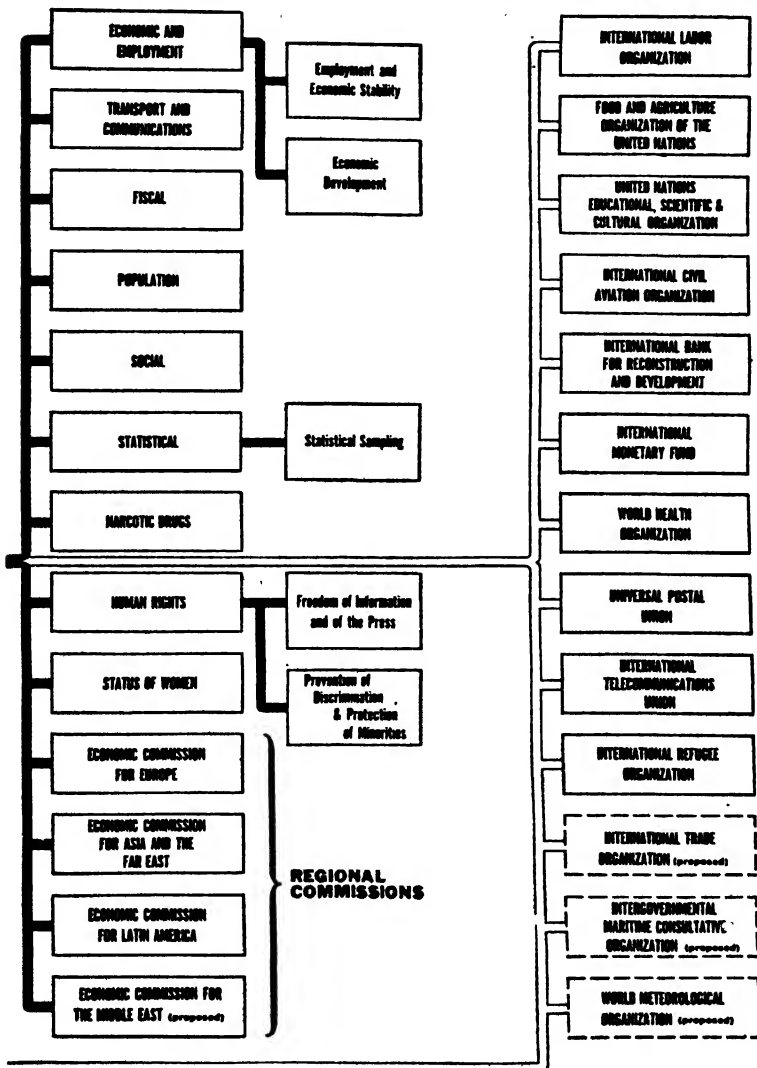 ECONOMIC AND
EMPLOYMENT
TRANSPORT AND
COMMUNICATIONS
FISCAL
POPULATION
SOCIAL
STATISTICAL
NARCOTIC DRUGS
HUMAN RIGHTS
STATUS OF WOMEN
ECONOMIC COMMISSION
FOR EUROPE
ECONOMIC COMMISSION
FOR ASIA AND THE
FAR EAST
ECONOMIC COMMISSION
FOR LATIN AMERICA
ECONOMIC COMMISSION FOR
THE MIDDLE EAST (proposed)
Employment and
Economic Stability
Economic
Development
Statistical Sampling
Freedom of Information
and of the Press
Prevention of
Discrimination
& Protection
of Minorities
REGIONAL
COMMISSIONS
INTERNATIONAL LABOR
ORGANIZATION
FOOD AND AGRICULTURE
ORGANIZATION OF THE
UNITED NATIONS
UNITED NATIONS
EDUCATIONAL, SCIENTIFIC &
CULTURAL ORGANIZATION
INTERNATIONAL CIVIL
AVIATION ORGANIZATION
INTERNATIONAL BANK
FOR RECONSTRUCTION
AND DEVELOPMENT
INTERNATIONAL
MONETARY FUND
WORLD HEALTH
ORGANIZATION
UNIVERSAL POSTAL
UNION
INTERNATIONAL
TELECOMMUNICATIONS
UNION
INTERNATIONAL REFUGEE
ORGANIZATION
INTERNATIONAL TRADE
ORGANIZATION (proposed)
INTERGOVERNMENTAL
MARITIME CONSULTATIVE
ORGANIZATION (proposed)
WORLD METEOROLOGICAL
ORGANIZATION (proposed)